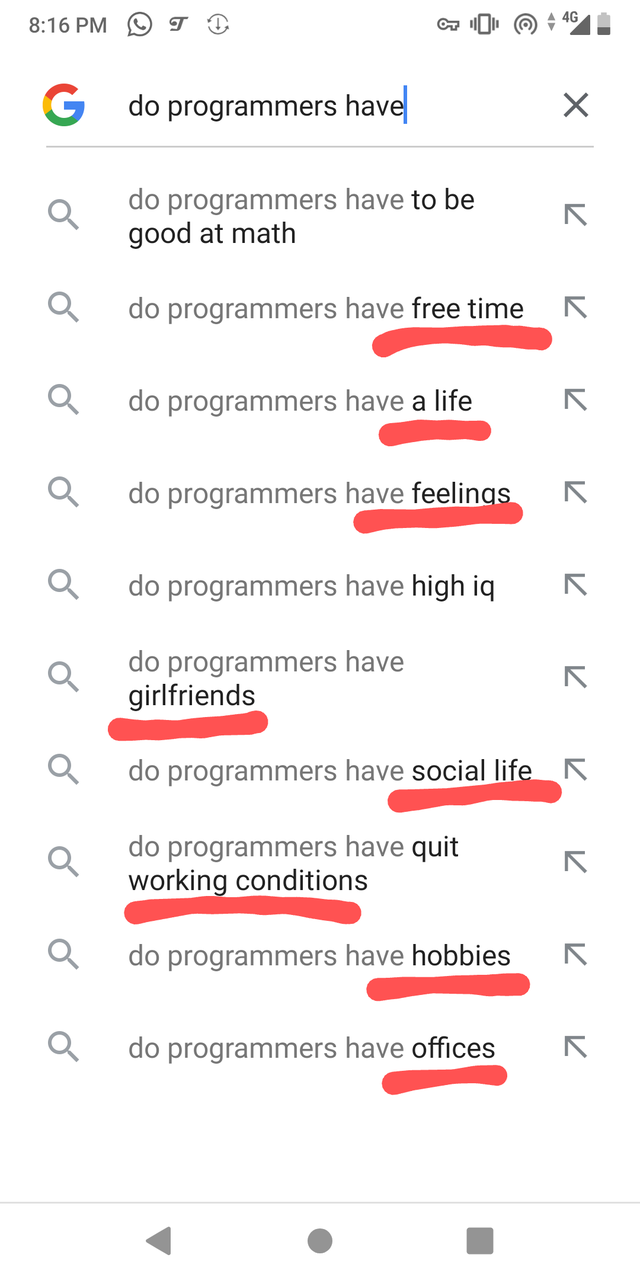 8:16 PM 4G
do programmers have
do programmers have to be
good at math
do programmers have free time
do programmers have a life
do programmers have feelings
do programmers have high iq
do programmers have
girlfriends
do programmers have social life
do programmers have quit
working conditions
do programmers have hobbies
do programmers have offices